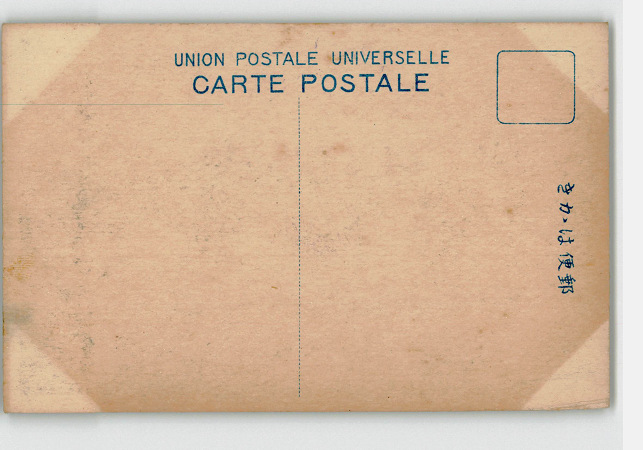 UNION POSTALE UNIVERSELLE
CARTE POSTALE
郵便はがき